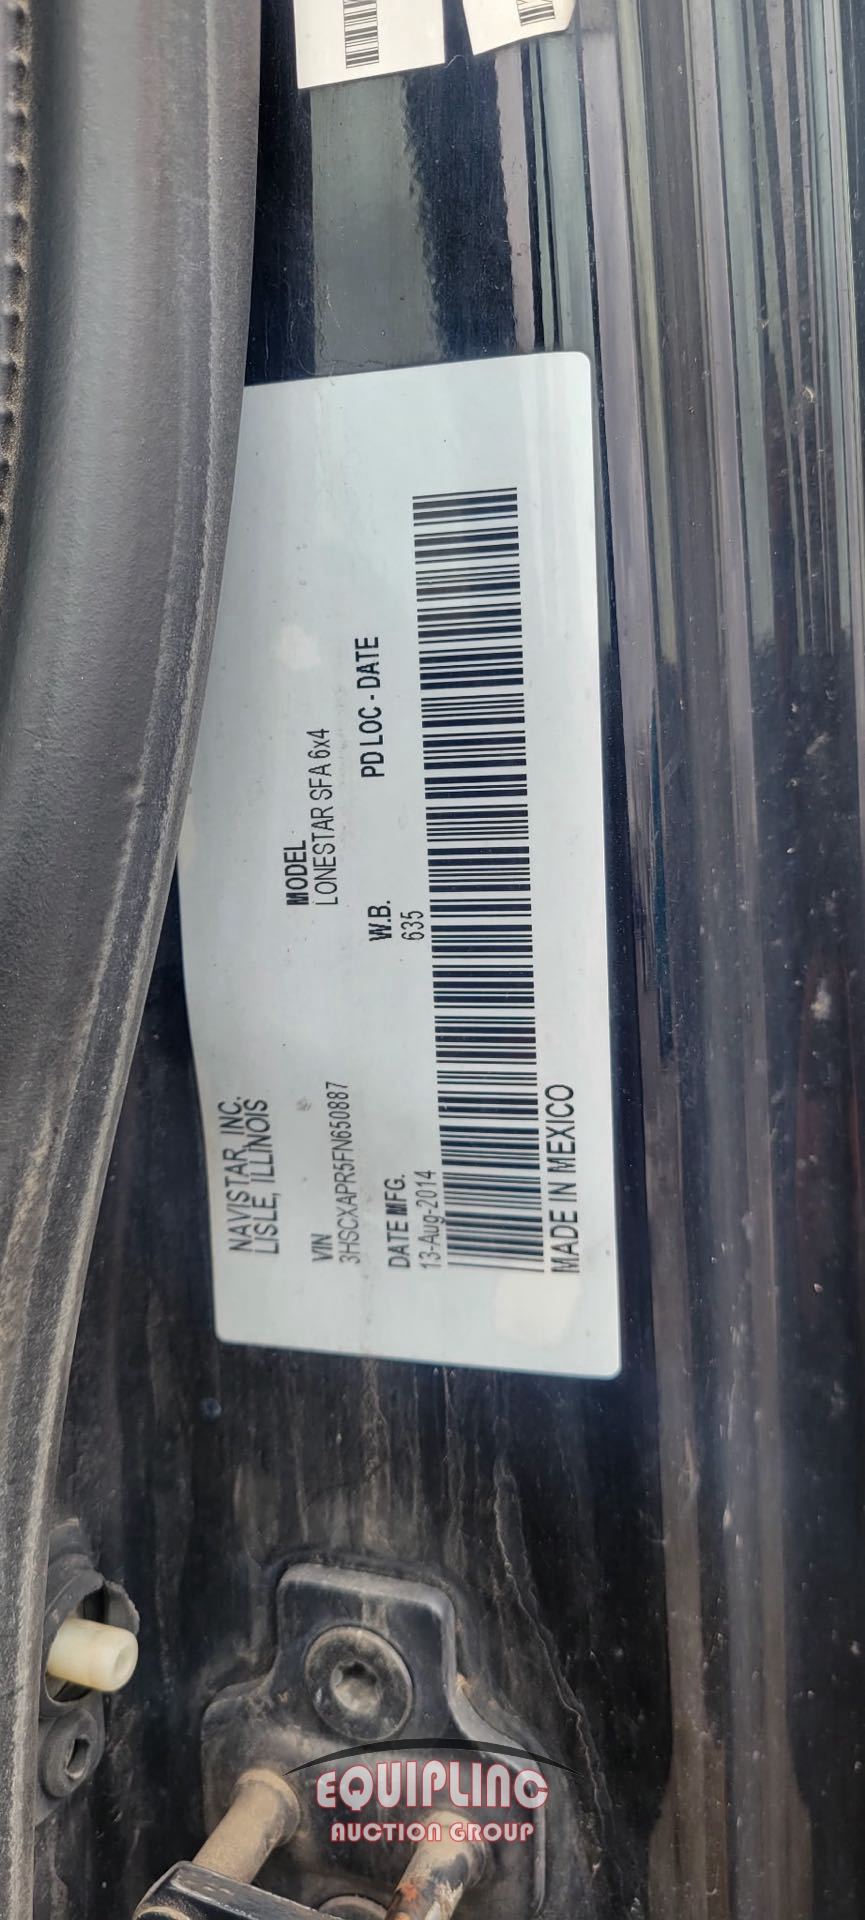 NAVISTAR, INC.
LISLE, ILLINOIS
VIN
3HSCXAPR5FN650887
MODEL
LONESTAR SFA 6x4
DATE MFG.
13-Aug-2014
W.B.
635
PD LOC - DATE
MADE IN MEXICO
EQUIPLINC
AUCTION GROUP